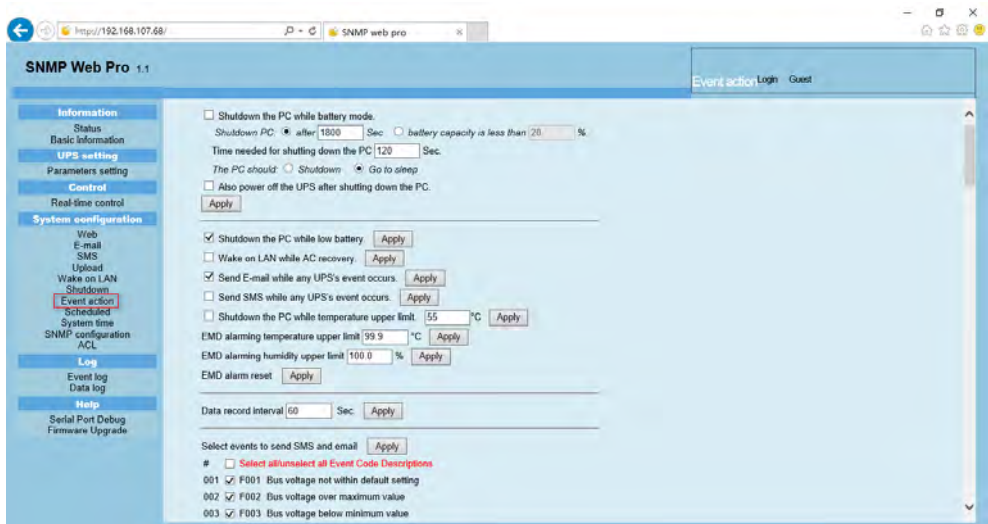 http://192.168.107.68/
SNMP web pro
SNMP Web Pro 1.1
Event action Login Guest
Information
Status
Basic Information
UPS setting
Parameters setting
Control
Real-time control
System configuration
Web
E-mail
SMS
Upload
Wake on LAN
Shutdown
Event action
Scheduled
System time
SNMP configuration
ACL
Log
Event log
Data log
Help
Serial Port Debug
Firmware Upgrade
Shutdown the PC while battery mode.
Shutdown PC: after 1800 Sec battery capacity is less than 20 %
Time needed for shutting down the PC 120 Sec.
The PC should: Shutdown Go to sleep
Also power off the UPS after shutting down the PC.
Apply
Shutdown the PC while low battery. Apply
Wake on LAN while AC recovery. Apply
Send E-mail while any UPS's event occurs. Apply
Send SMS while any UPS's event occurs. Apply
Shutdown the PC while temperature upper limit. 55 °C Apply
EMD alarming temperature upper limit 99.9 °C Apply
EMD alarming humidity upper limit 100.0 % Apply
EMD alarm reset Apply
Data record interval 60 Sec. Apply
Select events to send SMS and email Apply
# Select all/unselect all Event Code Descriptions
001 F001 Bus voltage not within default setting
002 F002 Bus voltage over maximum value
003 F003 Bus voltage below minimum value